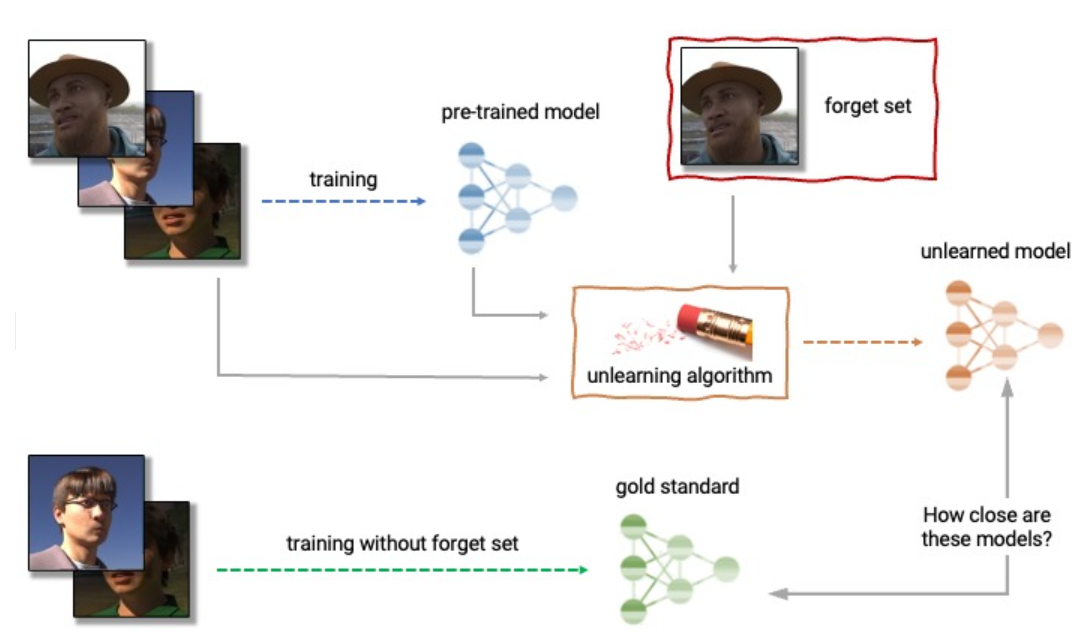 pre-trained model
forget set
training
unlearned model
unlearning algorithm
gold standard
training without forget set
How close are
these models?